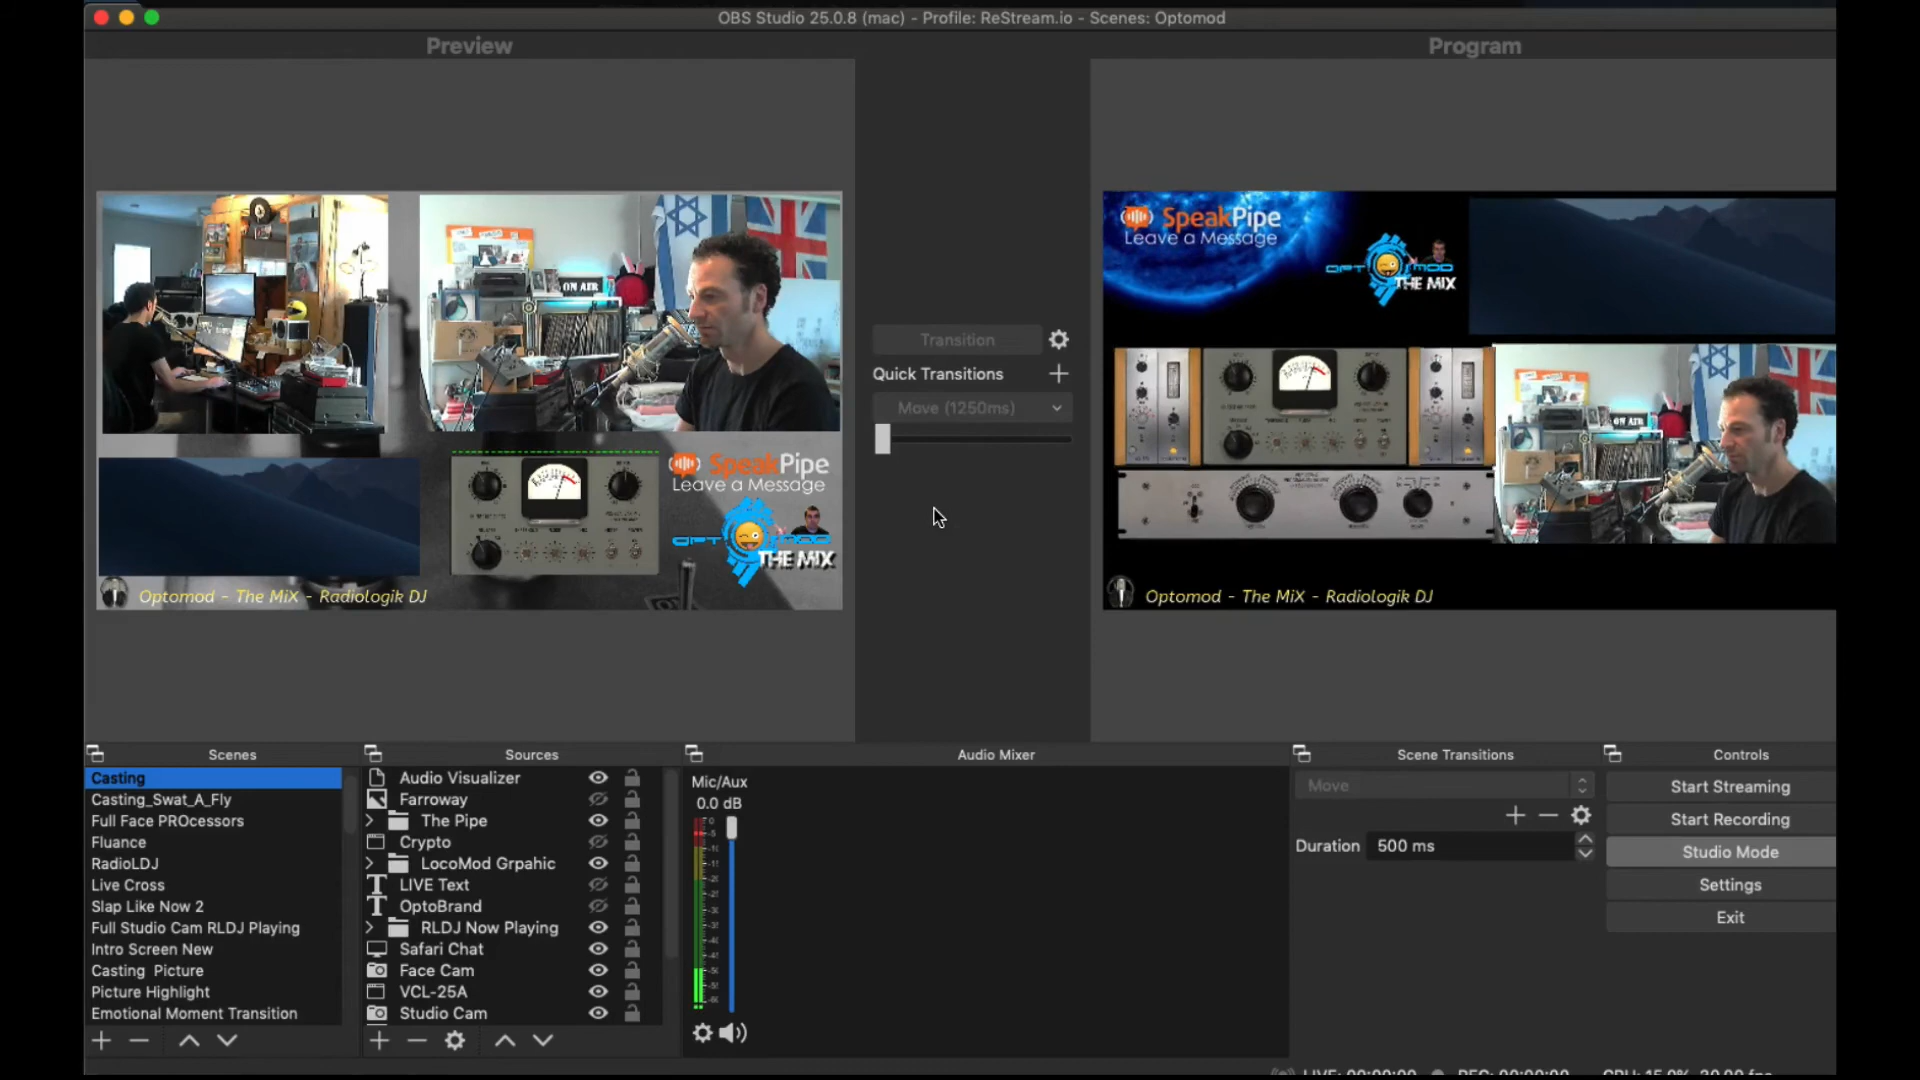 OBS Studio 25.0.8 (mac) - Profile: ReStream.io - Scenes: Optomod
Preview
Program
ON AIR
SpeakPipe
Leave a Message
THE MIX
Optomod - The MiX - Radiologik DJ
Transition
Quick Transitions
Move (1250ms)
SpeakPipe
Leave a Message
THE MIX
ON AIR
Optomod - The MiX - Radiologik DJ
Scenes
Casting
Casting_Swat_A_Fly
Full Face PROcessors
Fluance
RadioLDJ
Live Cross
Slap Like Now 2
Full Studio Cam RLDJ Playing
Intro Screen New
Casting Picture
Picture Highlight
Emotional Moment Transition
Sources
Audio Visualizer
Farroway
The Pipe
Crypto
LocoMod Grpahic
LIVE Text
OptoBrand
RLDJ Now Playing
Safari Chat
Face Cam
VCL-25A
Studio Cam
Audio Mixer
Mic/Aux
0.0 dB
Scene Transitions
Move
Duration 500 ms
Controls
Start Streaming
Start Recording
Studio Mode
Settings
Exit